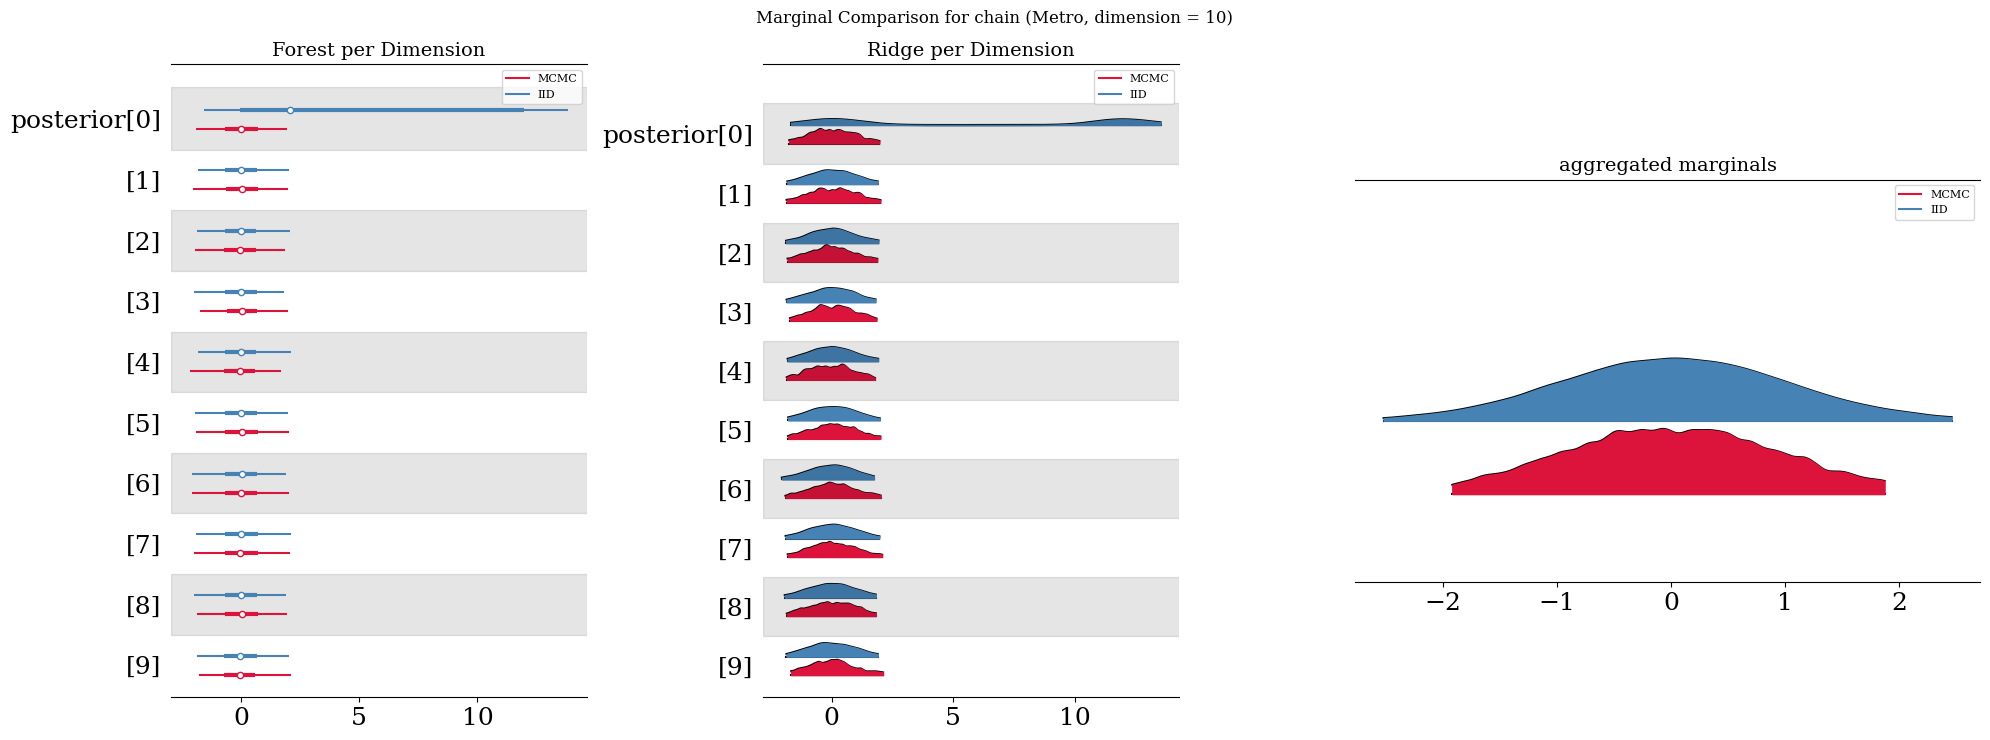 Marginal Comparison for chain (Metro, dimension = 10)
Forest per Dimension
MCMC
IID
posterior[0]
[1]
[2]
[3]
[4]
[5]
[6]
[7]
[8]
[9]
0 5 10
Ridge per Dimension
MCMC
IID
posterior[0]
[1]
[2]
[3]
[4]
[5]
[6]
[7]
[8]
[9]
0 5 10
aggregated marginals
MCMC
IID
−2 −1 0 1 2